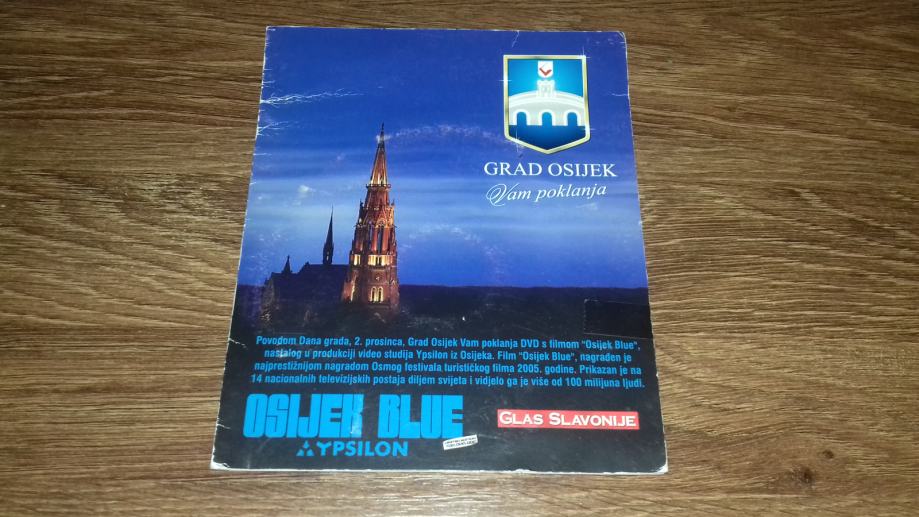 GRAD OSIJEK
Vam poklanja
Povodom Dana grada, 2. prosinca, Grad Osijek Vam poklanja DVD s filmom "Osijek Blue",
nastalog u produkciji video studija Ypsilon iz Osijeka. Film "Osijek Blue", nagrađen je
najprestižnijom nagradom Osmog festivala turističkog filma 2005. godine. Prikazan je na
14 nacionalnih televizijskih postaja diljem svijeta i vidjelo ga je više od 100 milijuna ljudi.
OSIJEK BLUE
YPSILON
GLAS SLAVONIJE